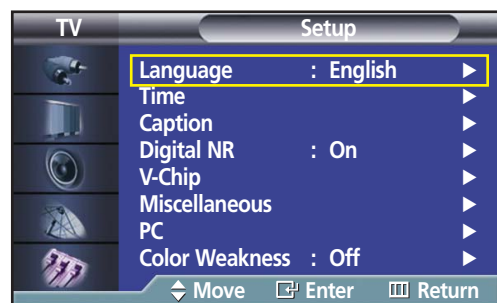 TV
Setup
Language : English
Time
Caption
Digital NR : On
V-Chip
Miscellaneous
PC
Color Weakness : Off
Move Enter Return